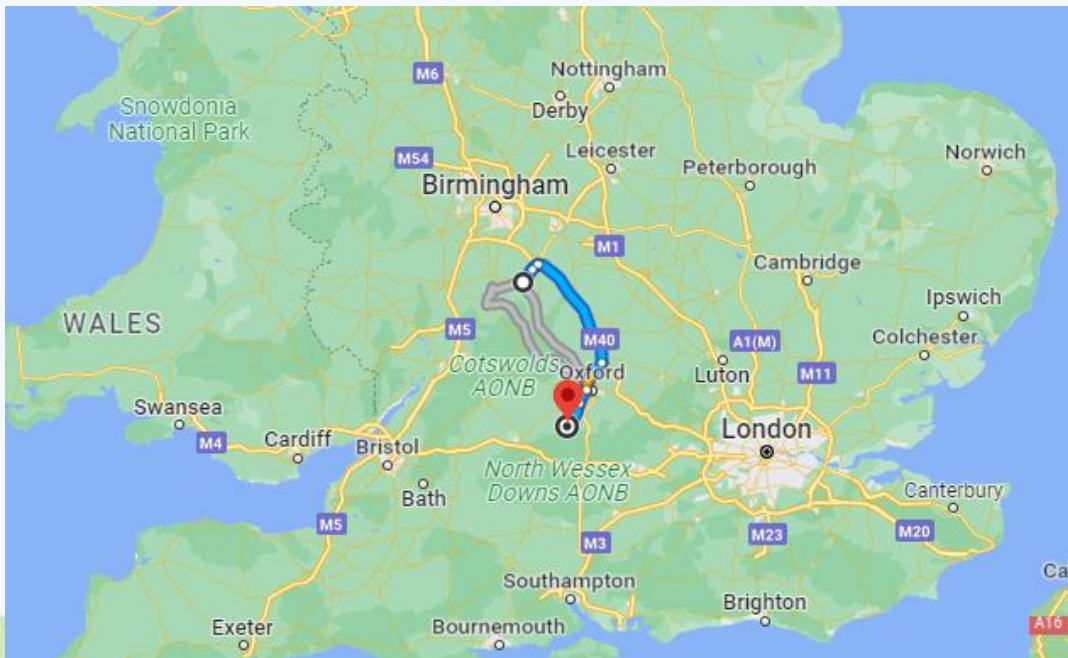 M6
Nottingham
Derby
Snowdonia
National Park
M54
Leicester
Peterborough
Norwich
Birmingham
M1
Cambridge
Ipswich
WALES
M5
M40
A1(M)
Colchester
Cotswolds
AONB
Oxford
Luton
M11
Swansea
M4
Cardiff
Bristol
London
North Wessex
Downs AONB
Bath
Canterbury
M5
M3
M23
M20
Southampton
Ca
Brighton
A16
Exeter
Bournemouth